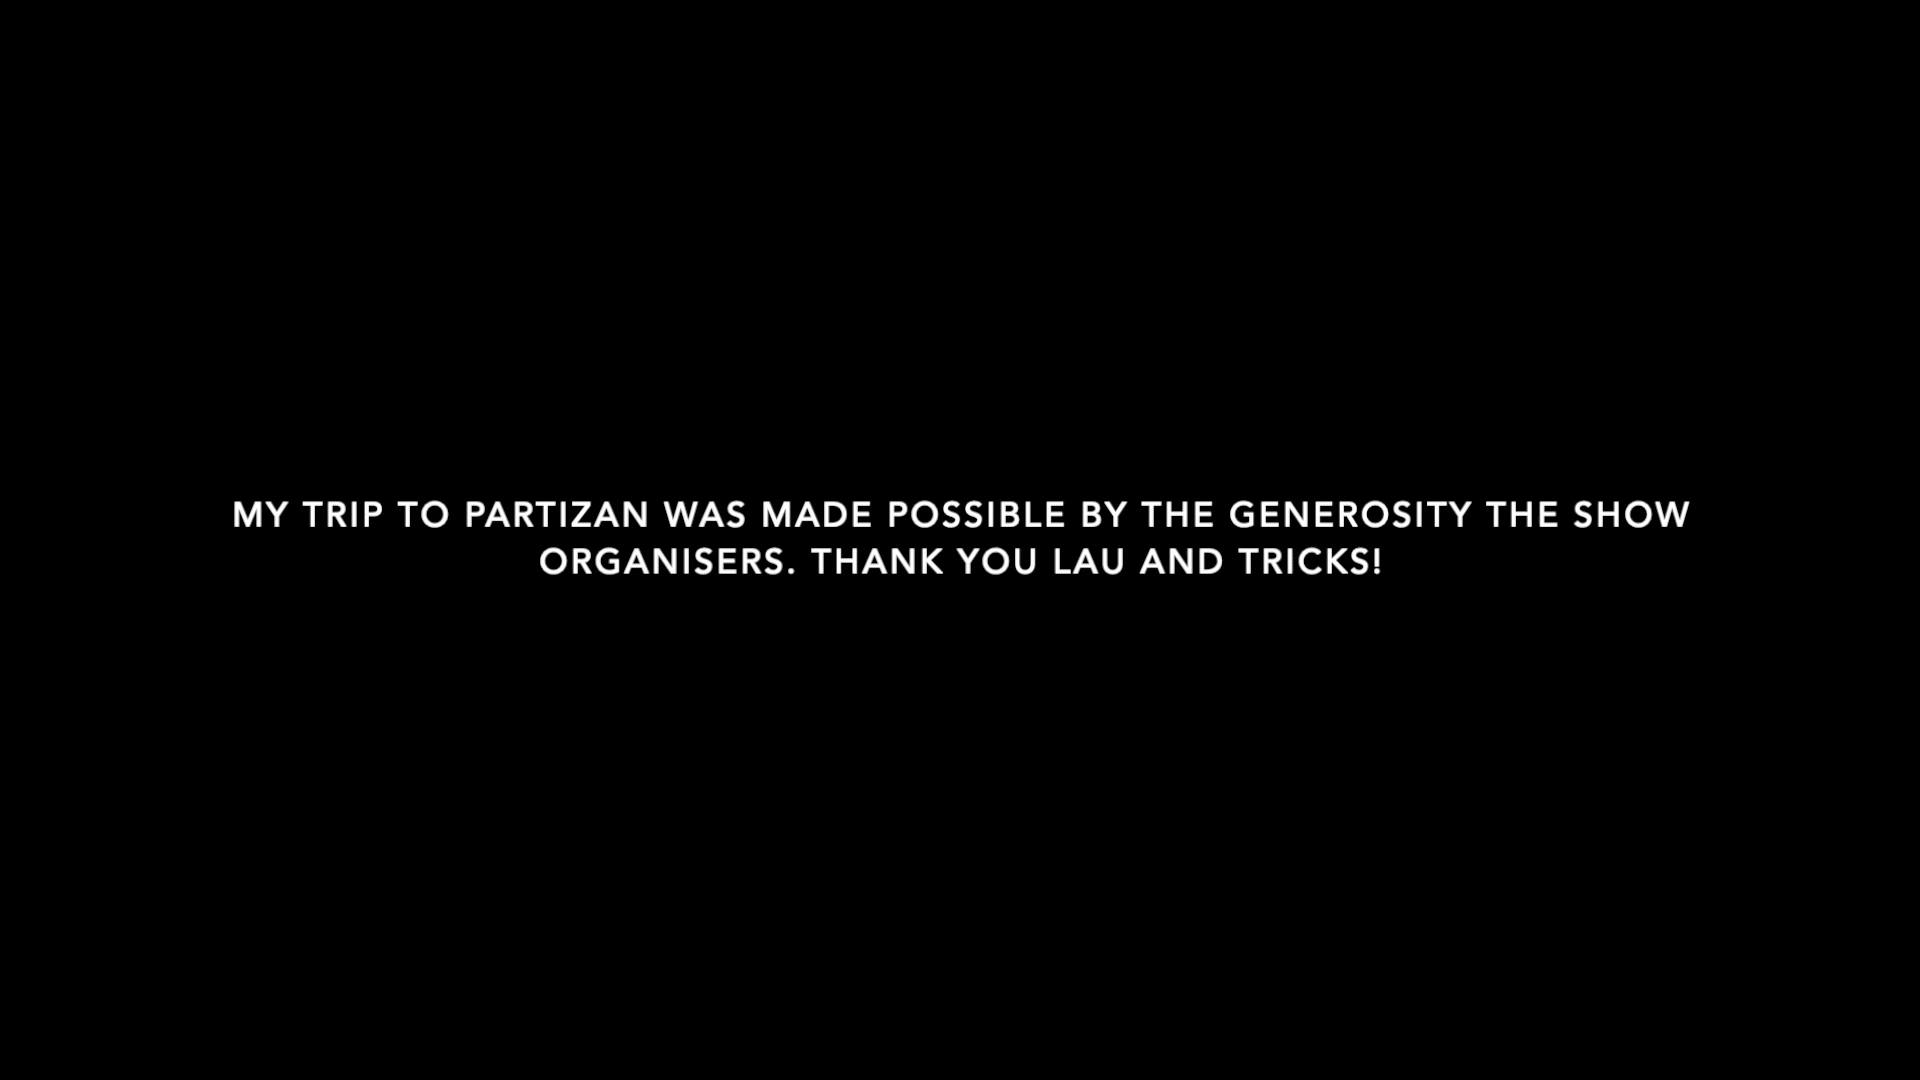 MY TRIP TO PARTIZAN WAS MADE POSSIBLE BY THE GENEROSITY THE SHOW
ORGANISERS. THANK YOU LAU AND TRICKS!